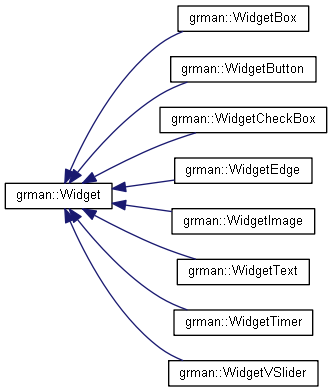 grman::WidgetBox
grman::WidgetButton
grman::WidgetCheckBox
grman::WidgetEdge
grman::Widget
grman::WidgetImage
grman::WidgetText
grman::WidgetTimer
grman::WidgetVSlider